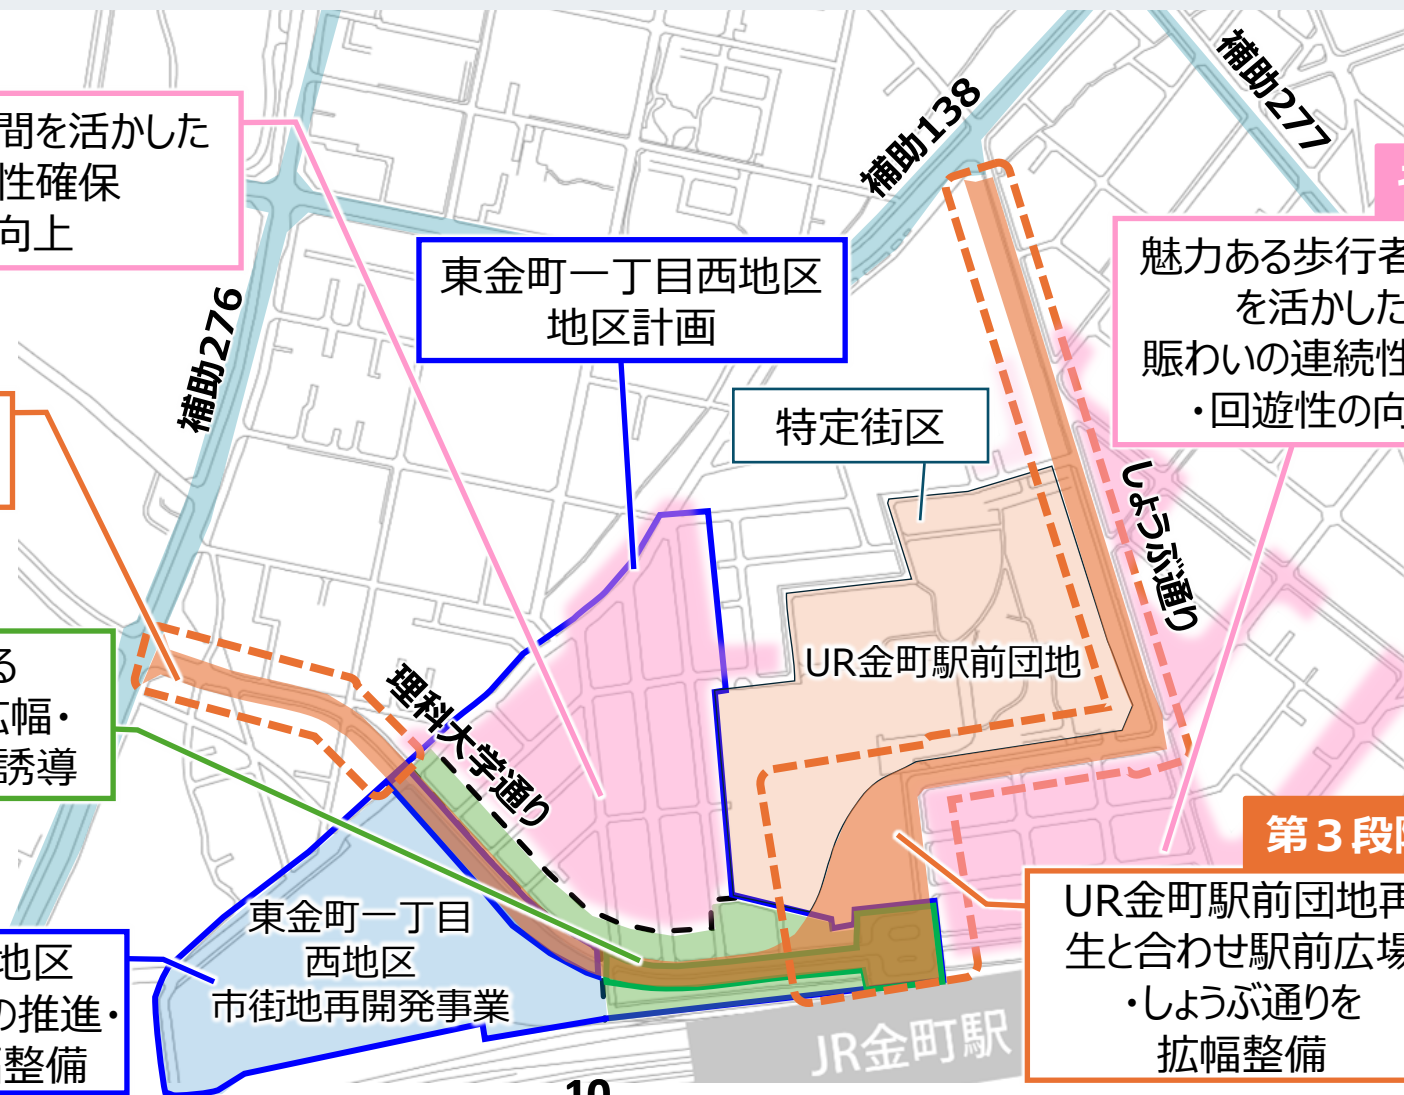 補助277
補助138
間を活かした
性確保
向上
魅力ある歩行者
を活かした
賑わいの連続性
・回遊性の向
東金町一丁目西地区
地区計画
補助276
特定街区
しょうぶ通り
る
広幅・
誘導
理科大学通り
UR金町駅前団地
第３段階
UR金町駅前団地再
生と合わせ駅前広場
・しょうぶ通りを
拡幅整備
東金町一丁目
西地区
市街地再開発事業
地区
の推進・
整備
JR金町駅
10